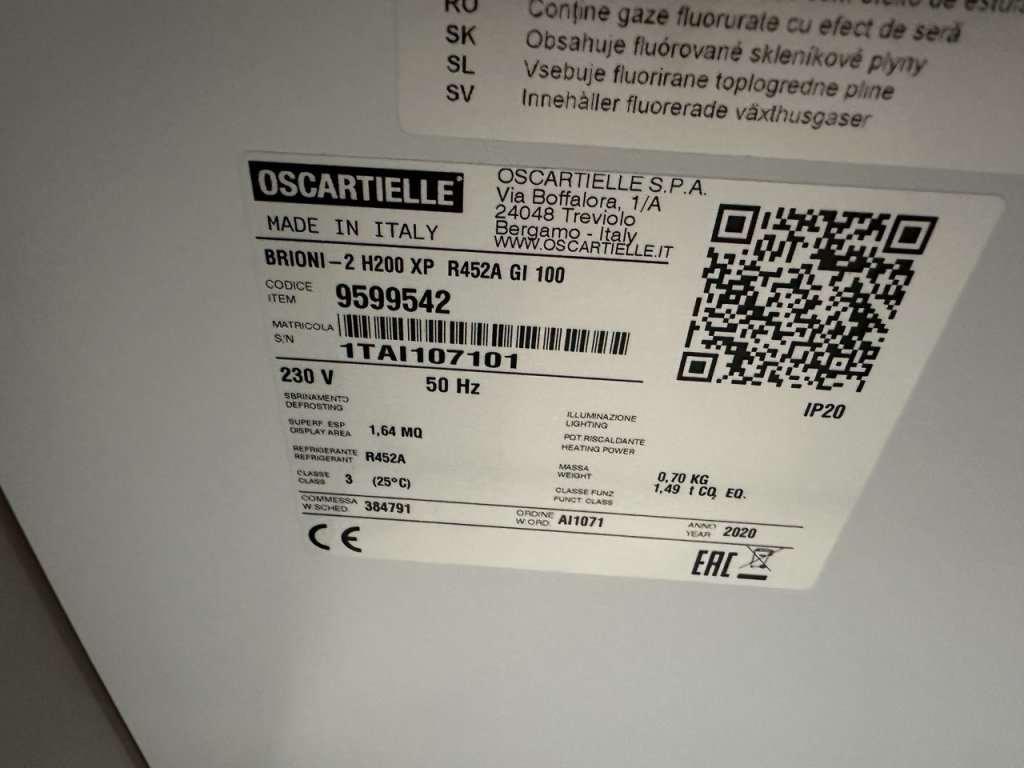 RO Conține gaze fluorurate cu efect de seră
SK Obsahuje fluórované skleníkové plyny
SL Vsebuje fluorirane toplogredne pline
SV Innehåller fluorerade växthusgaser
OSCARTIELLE
MADE IN ITALY
OSCARTIELLE S.P.A.
Via Boffalora, 1/A
24048 Treviolo
Bergamo - Italy
WWW.OSCARTIELLE.IT
BRIONI-2 H200 XP R452A GI 100
CODICE
ITEM
9599542
MATRICOLA
S/N
1TAI107101
230 V 50 Hz
IP20
SBRINAMENTO
DEFROSTING
ILLUMINAZIONE
LIGHTING
SUPERF. ESP
DISPLAY AREA
1,64 MQ
POT.RISCALDANTE
HEATING POWER
REFRIGERANTE
REFRIGERANT
R452A
MASSA
WEIGHT
0,70 KG
1,49 t CO2 EQ.
CLASSE
CLASS
3 (25°C)
CLASSE FUNZ
FUNCT. CLASS
COMMESSA
W.SCHED.
384791
ORDINE
W.ORD.
AI1071
ANNO
YEAR
2020
CE
EAC